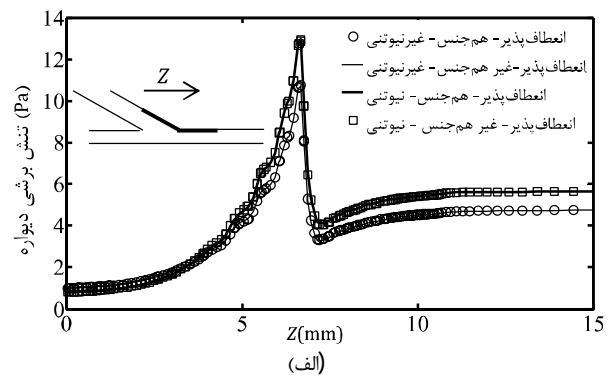 14
12
10
8
6
4
2
0
تنش برشی دیواره (Pa)
Z
انعطاف‌پذیر- هم‌جنس- غیرنیوتنی
انعطاف‌پذیر-غیر هم‌جنس-غیرنیوتنی
انعطاف‌پذیر- هم‌جنس- نیوتنی
انعطاف‌پذیر- غیر هم‌جنس - نیوتنی
0 5 10 15
Z(mm)
(الف)